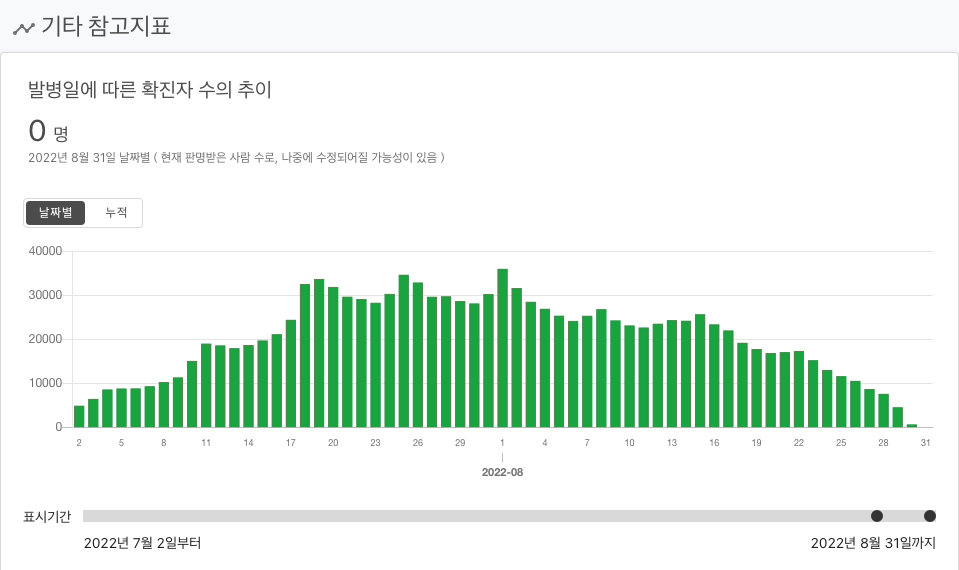 기타 참고지표
발병일에 따른 확진자 수의 추이
0 명
2022년 8월 31일 날짜별 ( 현재 판명받은 사람 수로, 나중에 수정되어질 가능성이 있음 )
날짜별 누적
40000
30000
20000
10000
0
2 5 8 11 14 17 20 23 26 29 1 4 7 10 13 16 19 22 25 28 31
2022-08
표시기간
2022년 7월 2일부터 2022년 8월 31일까지